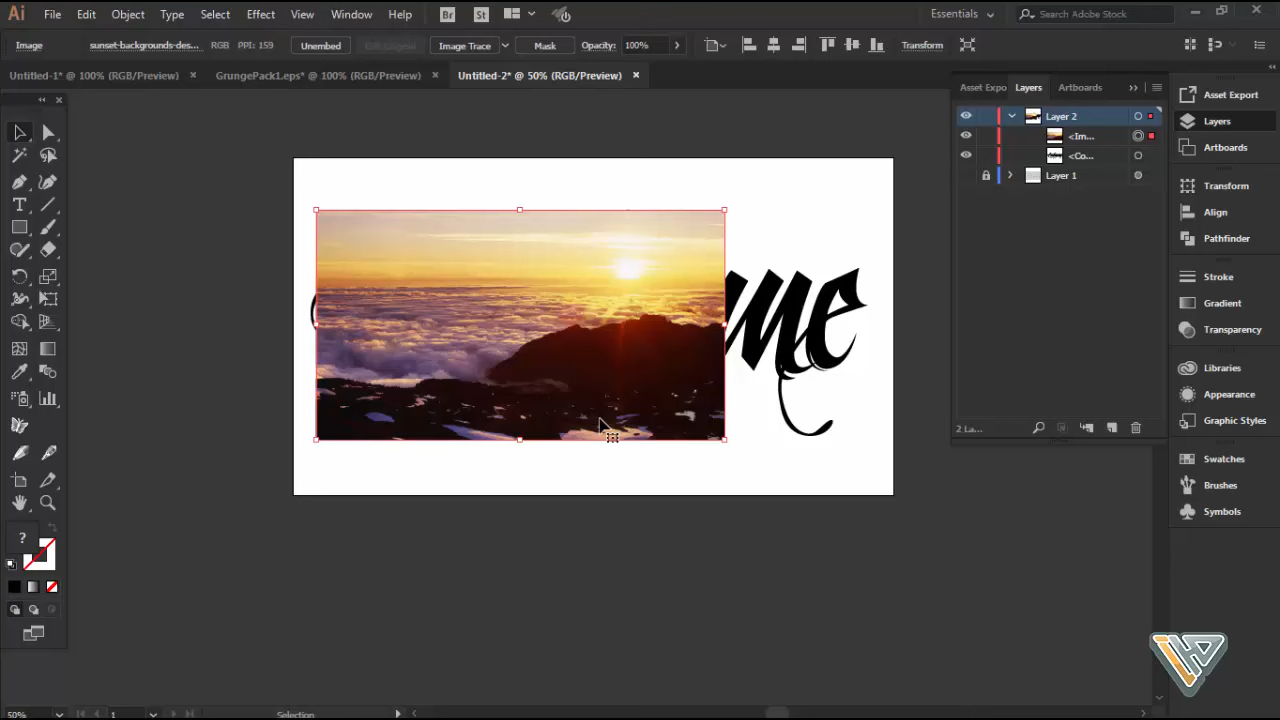 Ai File Edit Object Type Select Effect View Window Help Br St Essentials Search Adobe Stock
Image sunset-backgrounds-des... RGB PPI: 159 Unembed Image Trace Mask Opacity: 100% Transform
Untitled-1* @ 100% (RGB/Preview) × GrungePack1.eps* @ 100% (RGB/Preview) × Untitled-2* @ 50% (RGB/Preview) ×
Asset Expo Layers Artboards
Layer 2
<Im...
<Co...
Layer 1
2 La...
Asset Export
Layers
Artboards
Transform
Align
Pathfinder
Stroke
Gradient
Transparency
Libraries
Appearance
Graphic Styles
Swatches
Brushes
Symbols
me
?
50% 1 Selection